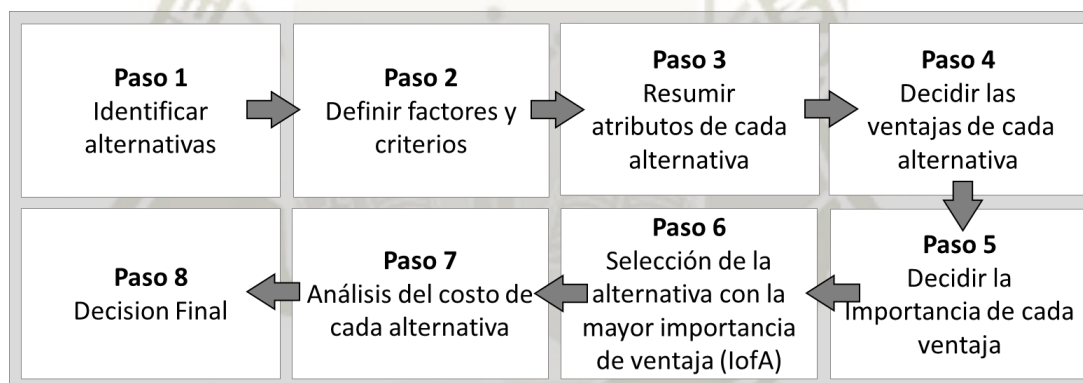 Paso 1
Identificar
alternativas
Paso 2
Definir factores y
criterios
Paso 3
Resumir
atributos de cada
alternativa
Paso 4
Decidir las
ventajas de cada
alternativa
Paso 5
Decidir la
Importancia de cada
ventaja
Paso 6
Selección de la
alternativa con la
mayor importancia
de ventaja (IofA)
Paso 7
Análisis del costo de
cada alternativa
Paso 8
Decision Final